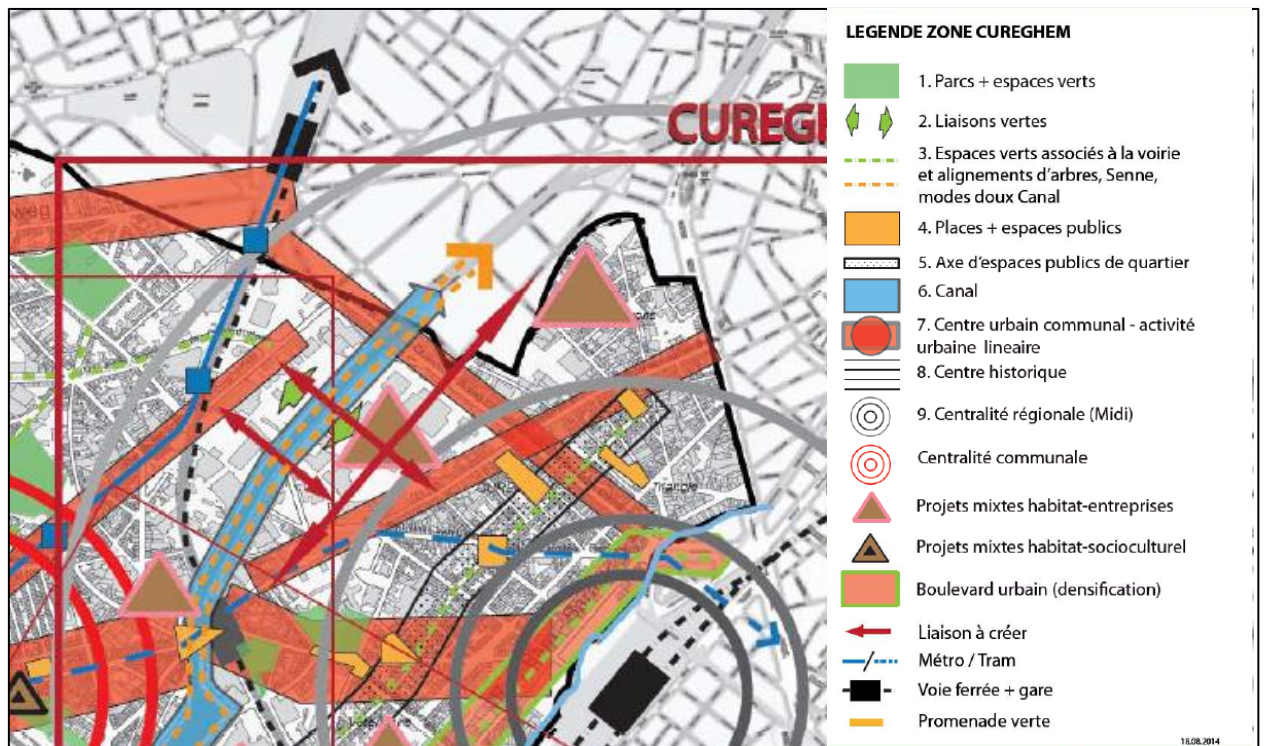 CUREGH
LEGENDE ZONE CUREGHEM
1. Parcs + espaces verts
2. Liaisons vertes
3. Espaces verts associés à la voirie
et alignements d'arbres, Senne,
modes doux Canal
4. Places + espaces publics
5. Axe d'espaces publics de quartier
6. Canal
7. Centre urbain communal - activité
urbaine lineaire
8. Centre historique
9. Centralité régionale (Midi)
Centralité communale
Projets mixtes habitat-entreprises
Projets mixtes habitat-socioculturel
Boulevard urbain (densification)
Liaison à créer
Métro / Tram
Voie ferrée + gare
Promenade verte
18.08.2014
Triangle